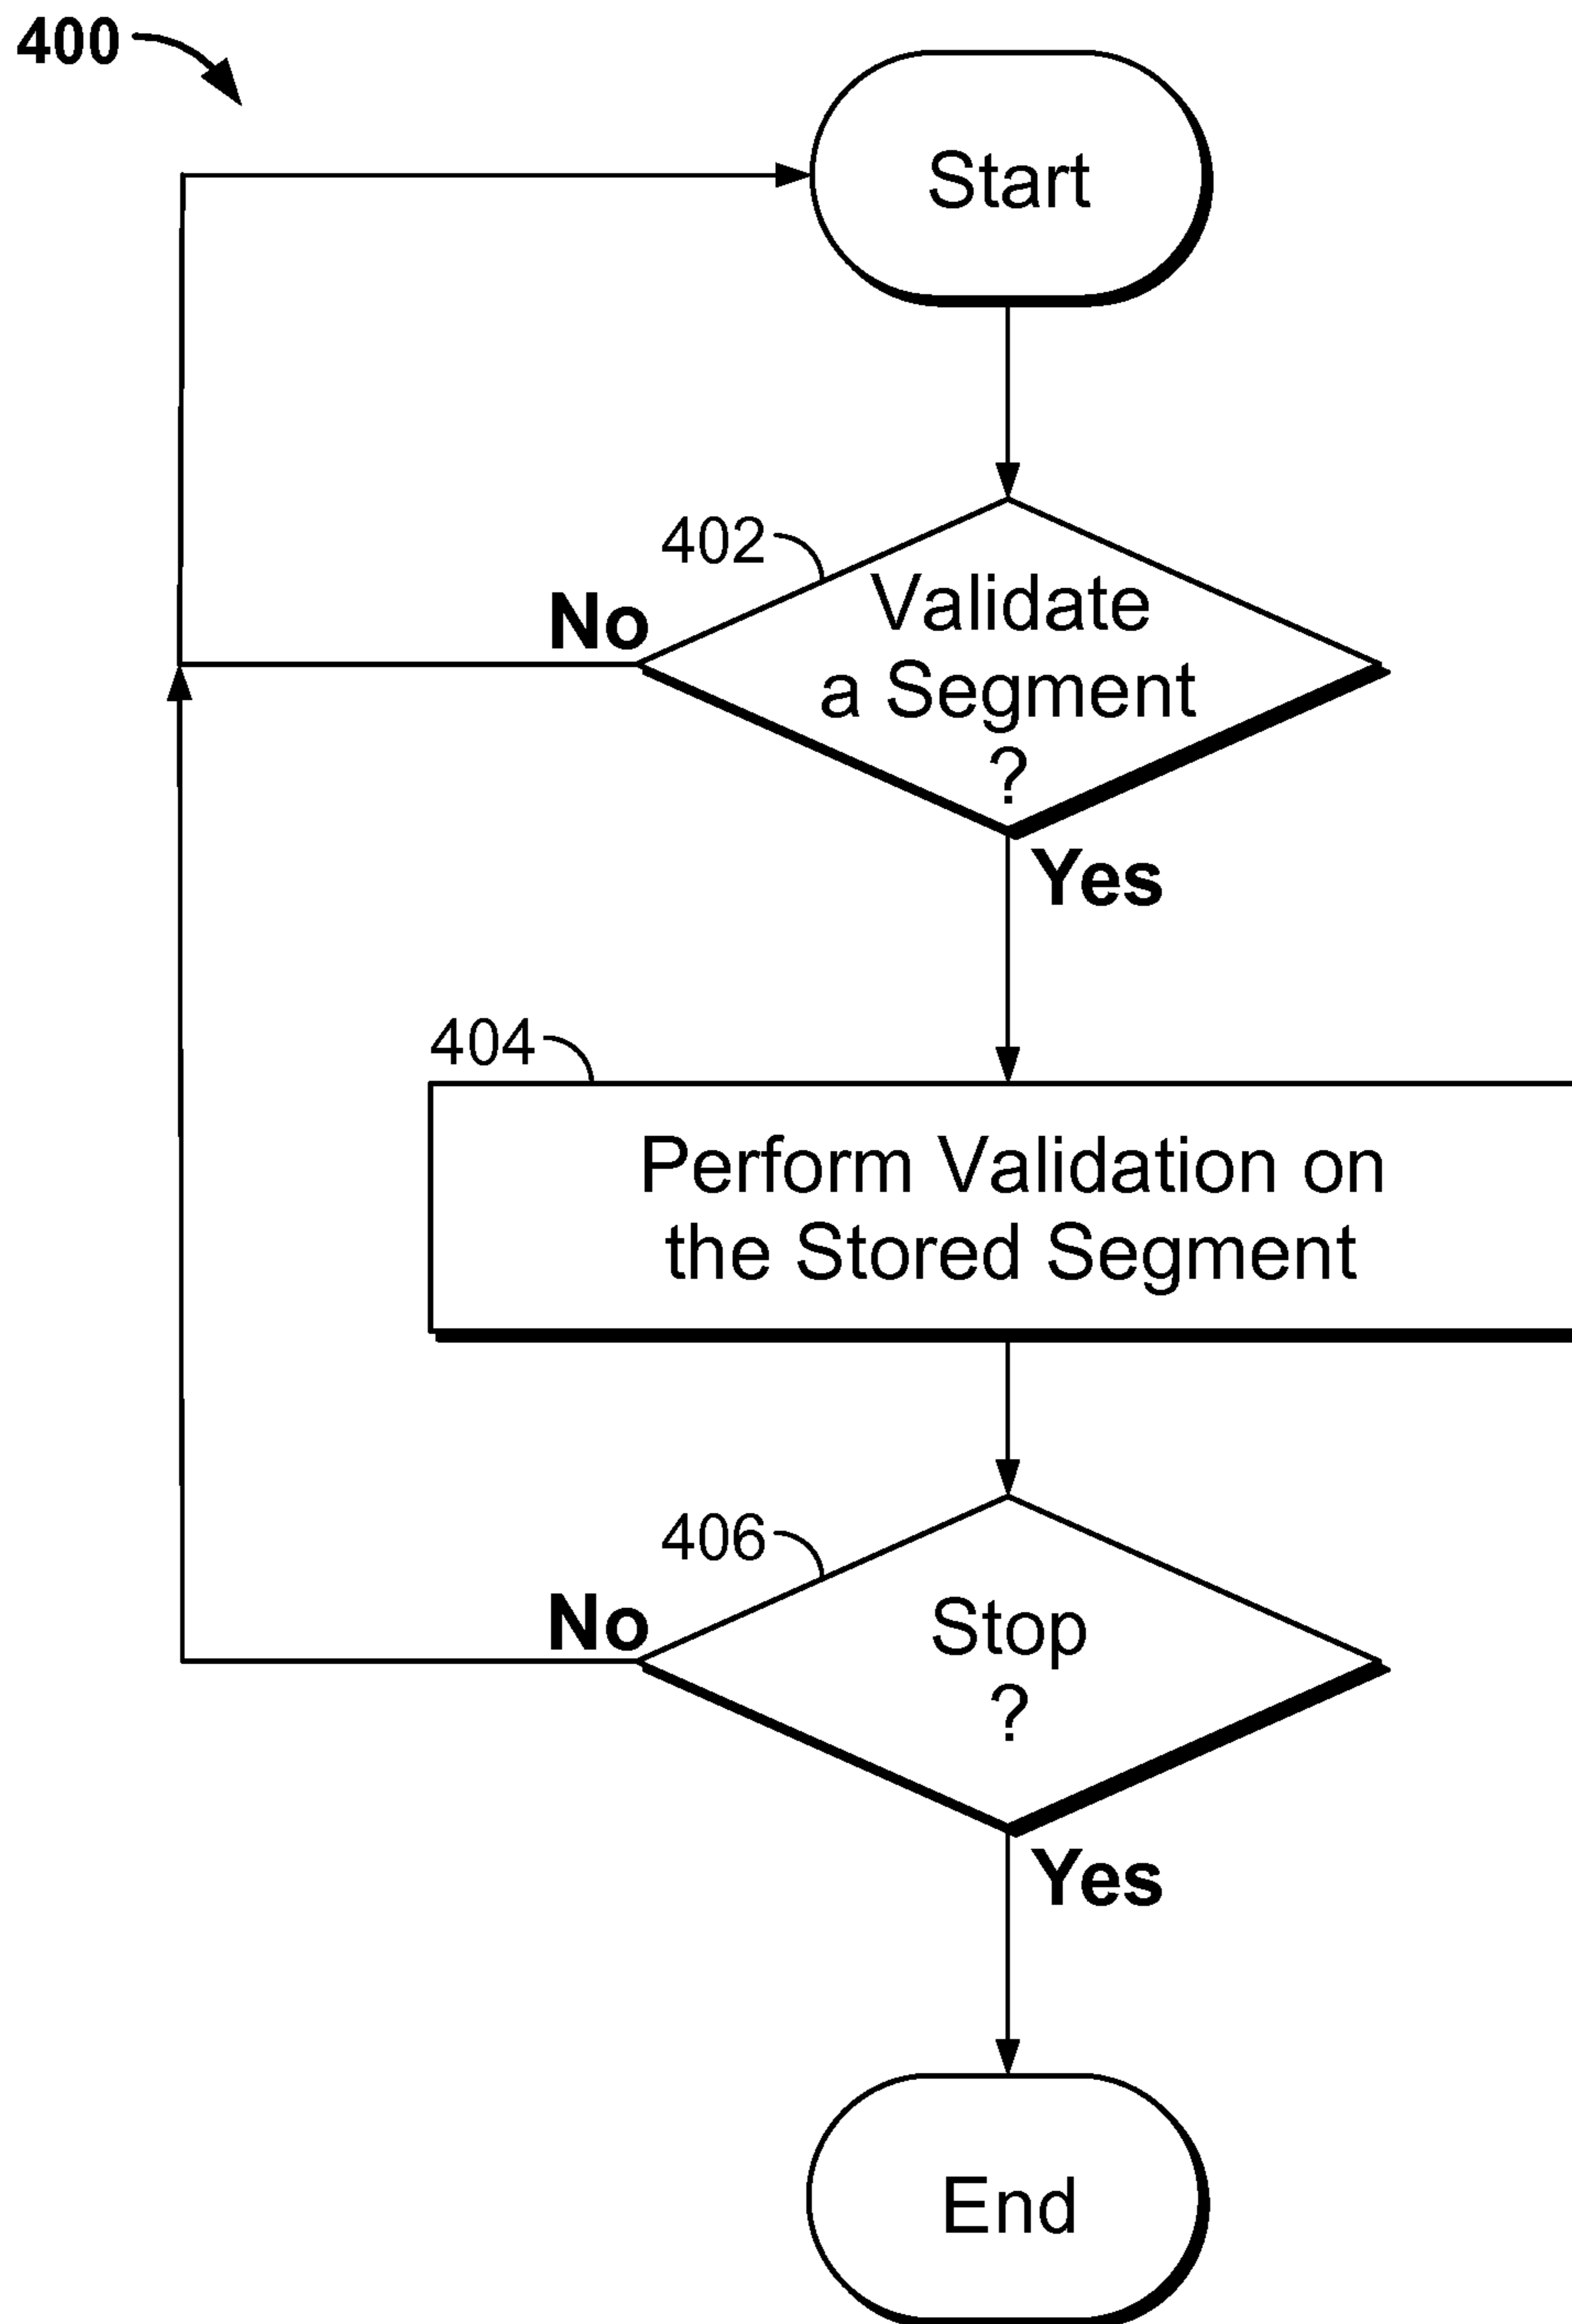 400
Start
402
No
Validate
a Segment
?
Yes
404
Perform Validation on
the Stored Segment
406
No
Stop
?
Yes
End